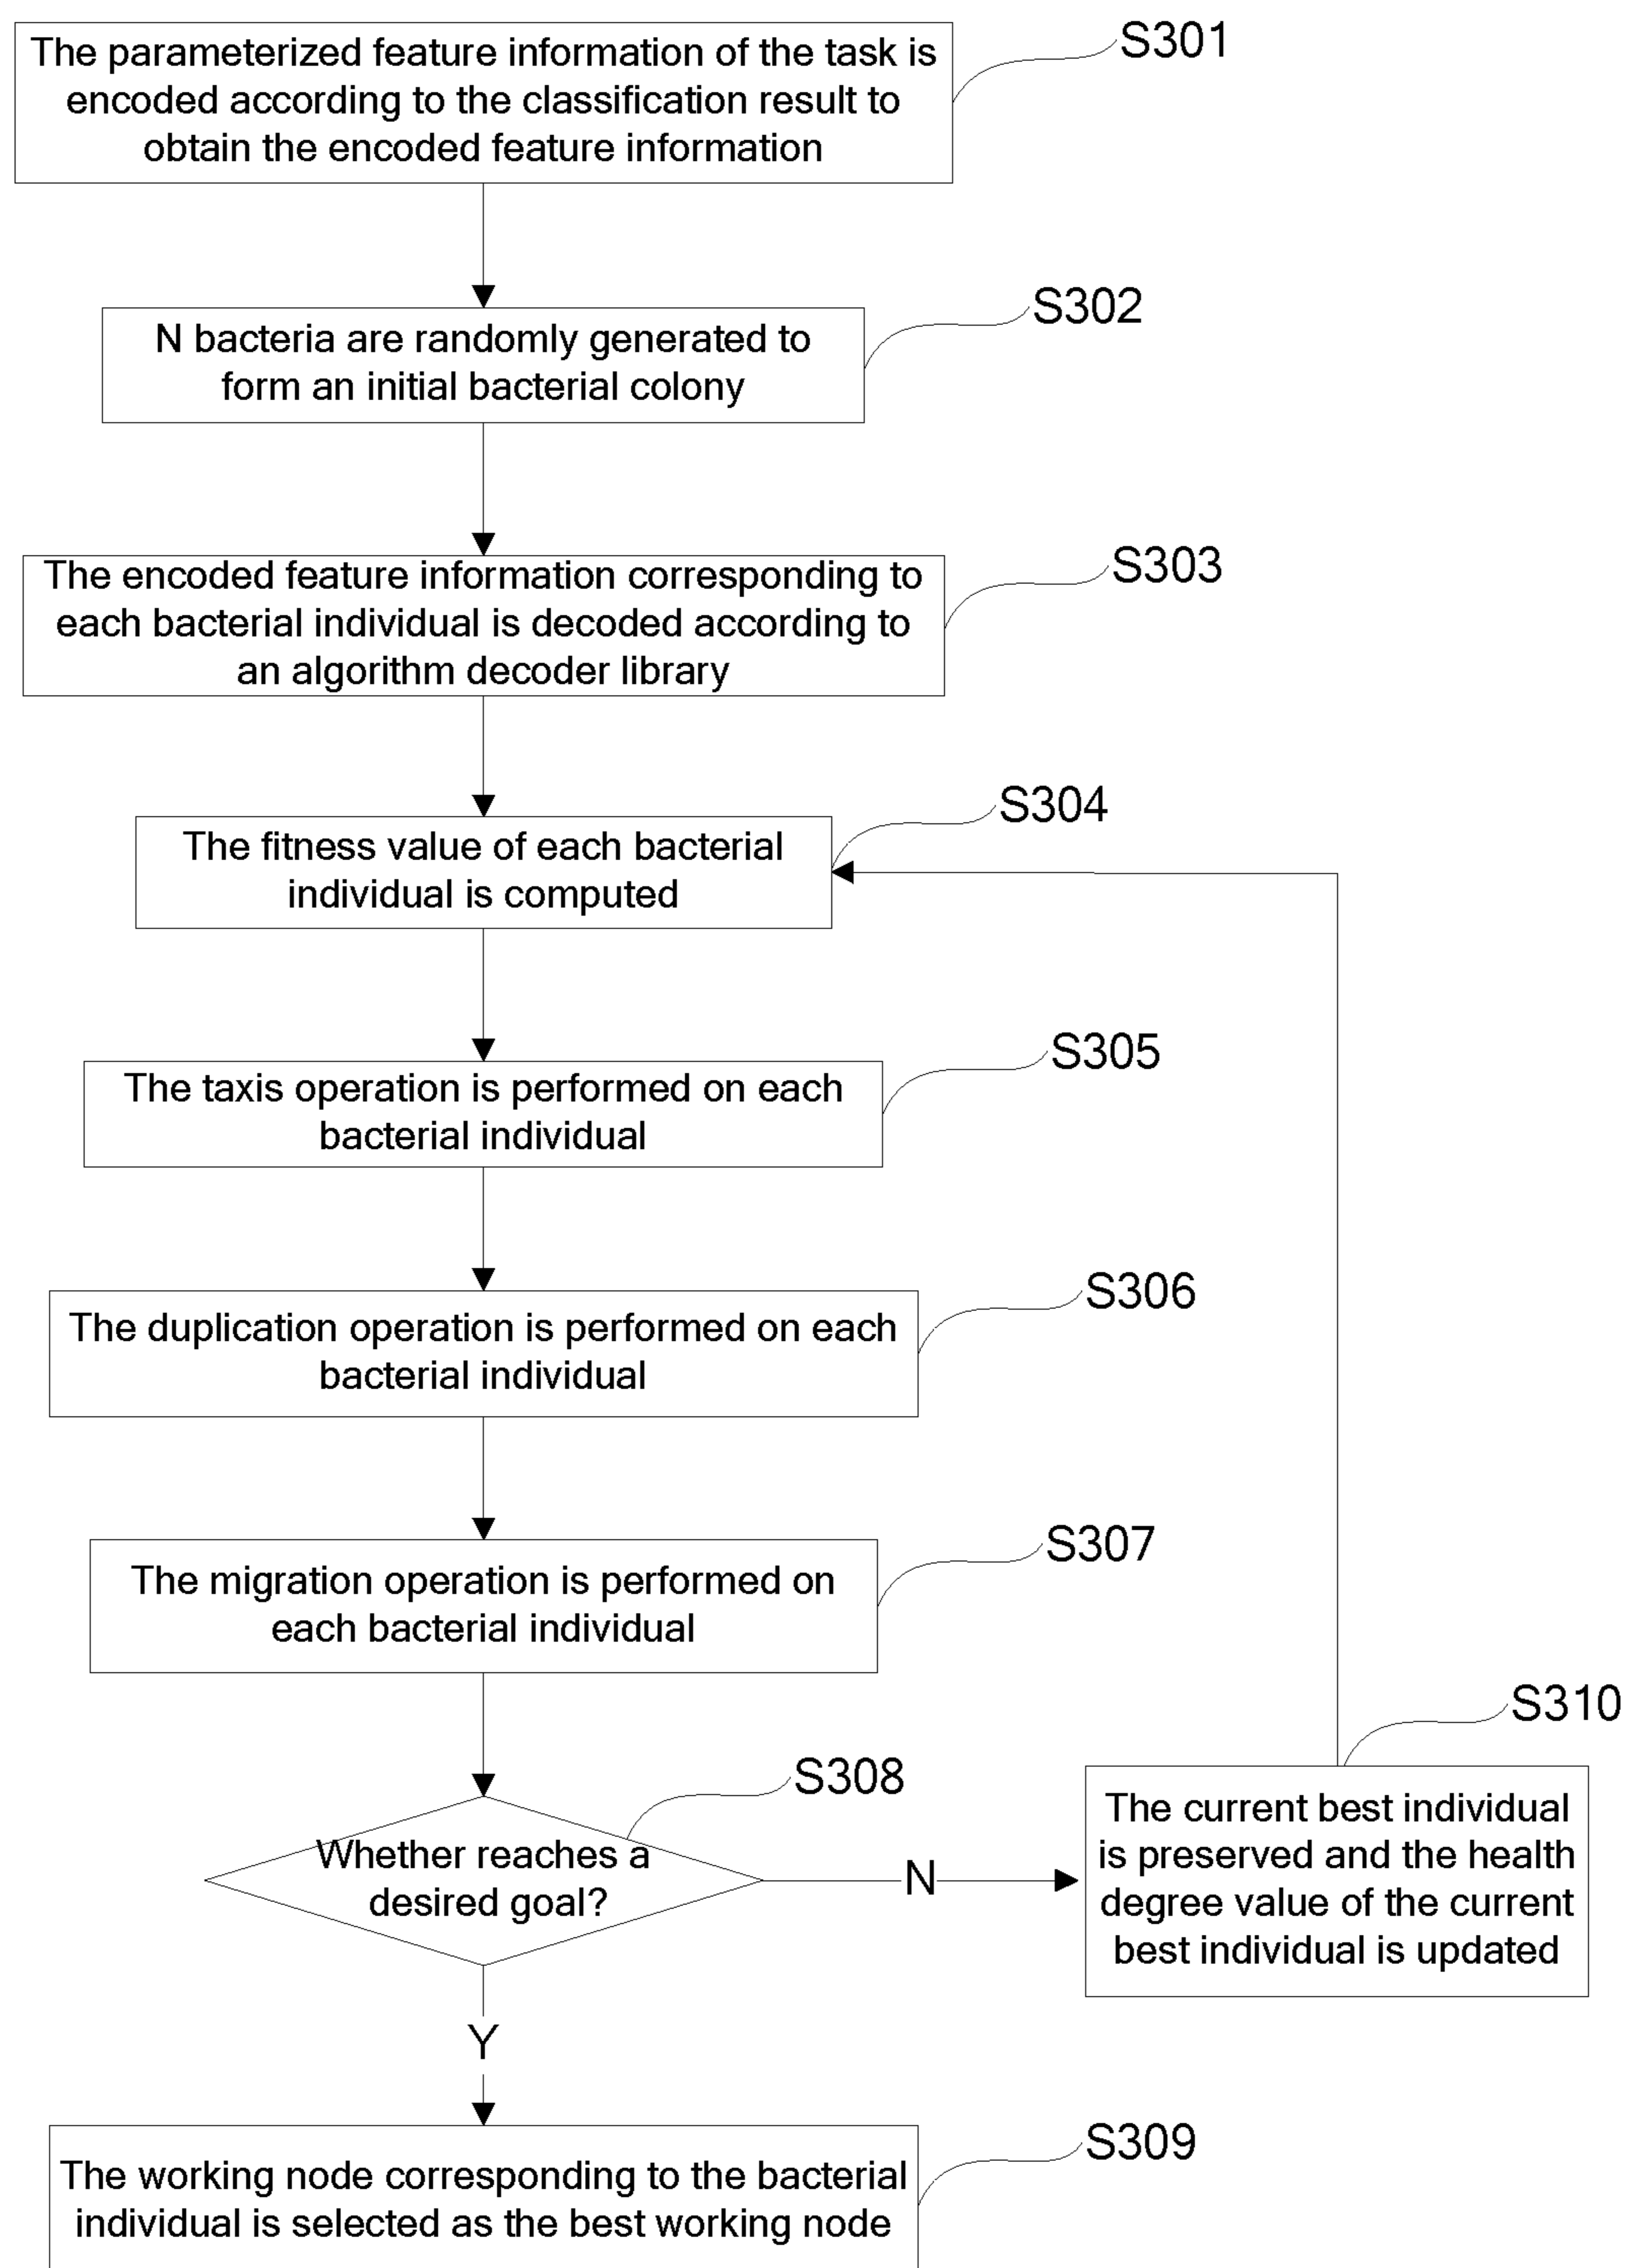 The parameterized feature information of the task is
encoded according to the classification result to
obtain the encoded feature information
S301
N bacteria are randomly generated to
form an initial bacterial colony
S302
The encoded feature information corresponding to
each bacterial individual is decoded according to
an algorithm decoder library
S303
The fitness value of each bacterial
individual is computed
S304
The taxis operation is performed on each
bacterial individual
S305
The duplication operation is performed on each
bacterial individual
S306
The migration operation is performed on
each bacterial individual
S307
Whether reaches a
desired goal?
S308
N
The current best individual
is preserved and the health
degree value of the current
best individual is updated
S310
Y
The working node corresponding to the bacterial
individual is selected as the best working node
S309